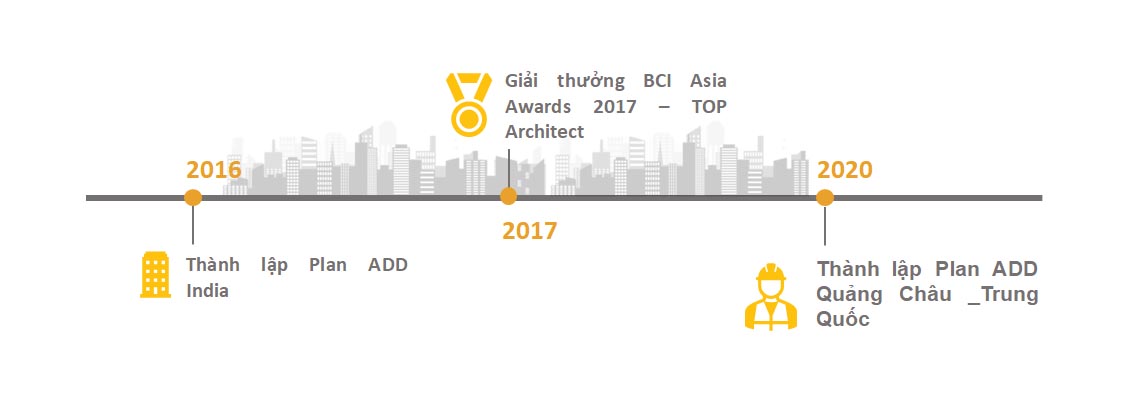 Giải thưởng BCI Asia
Awards 2017 – TOP
Architect
2016
2020
2017
Thành lập Plan ADD
India
Thành lập Plan ADD
Quảng Châu _Trung
Quốc